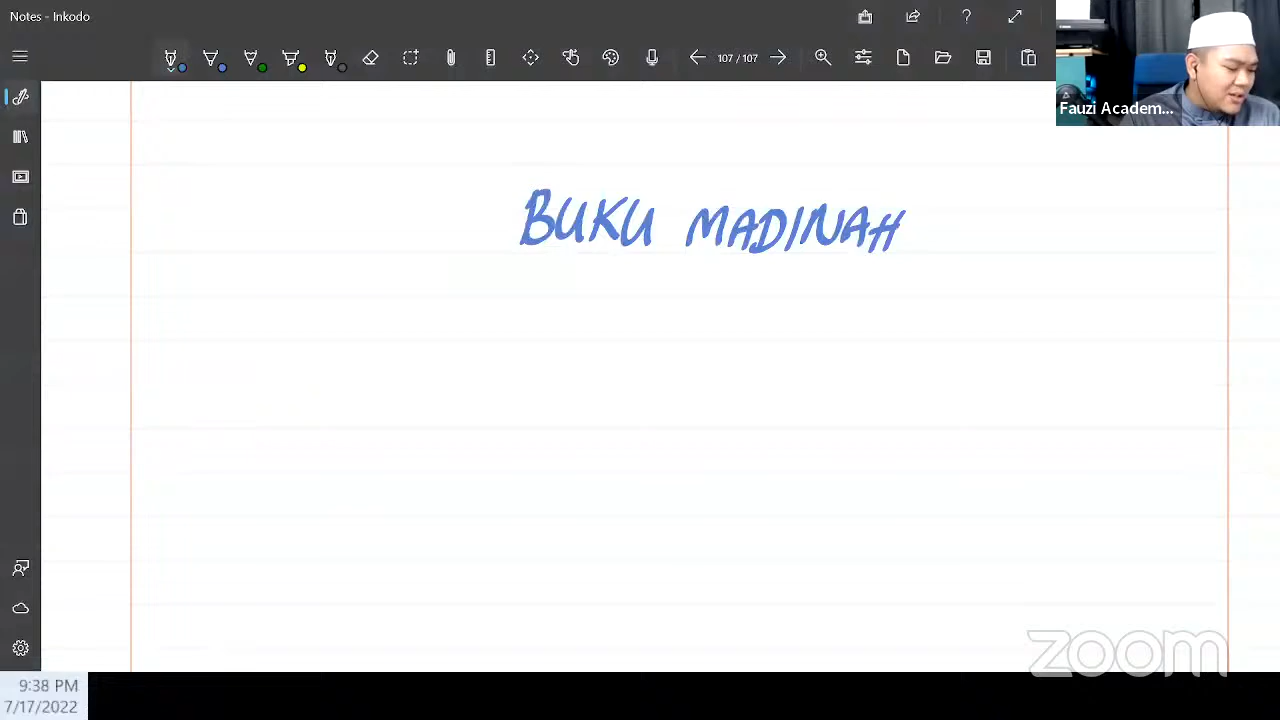 Notes - Inkodo
107 / 107
Fauzi Academ...
BUKU MADINAH
zoom
9:38 PM
7/17/2022